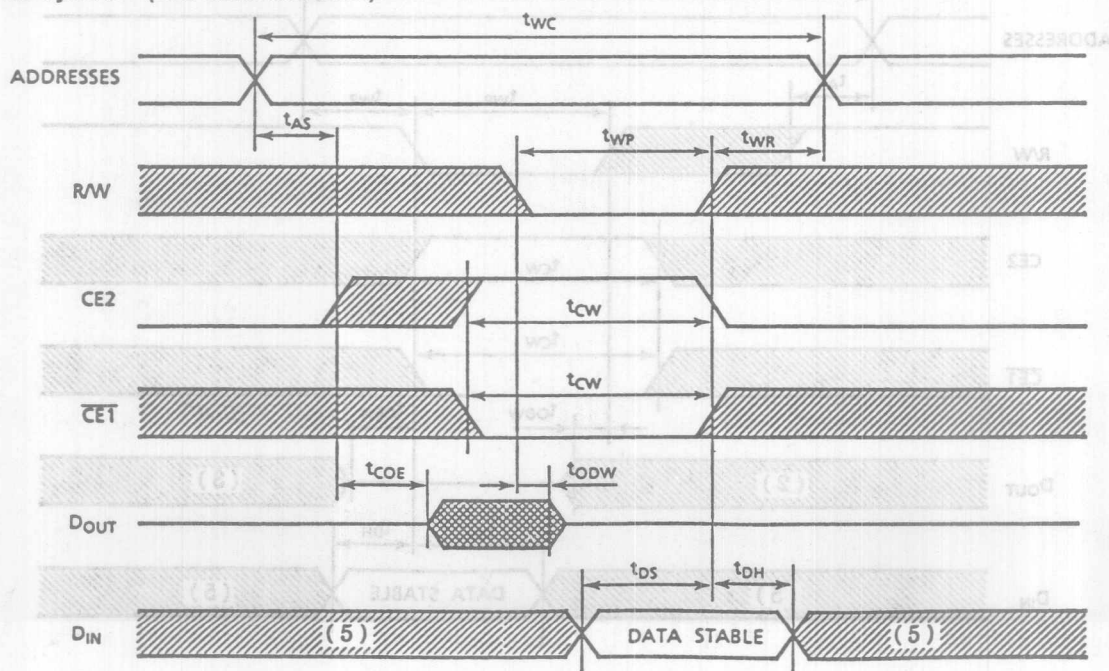 tWC
ADDRESSES
tAS
tWP
tWR
R/W
CE2
tCW
tCW
CE1
tCOE
tODW
DOUT
tDS
tDH
DIN
(5)
DATA STABLE
(5)